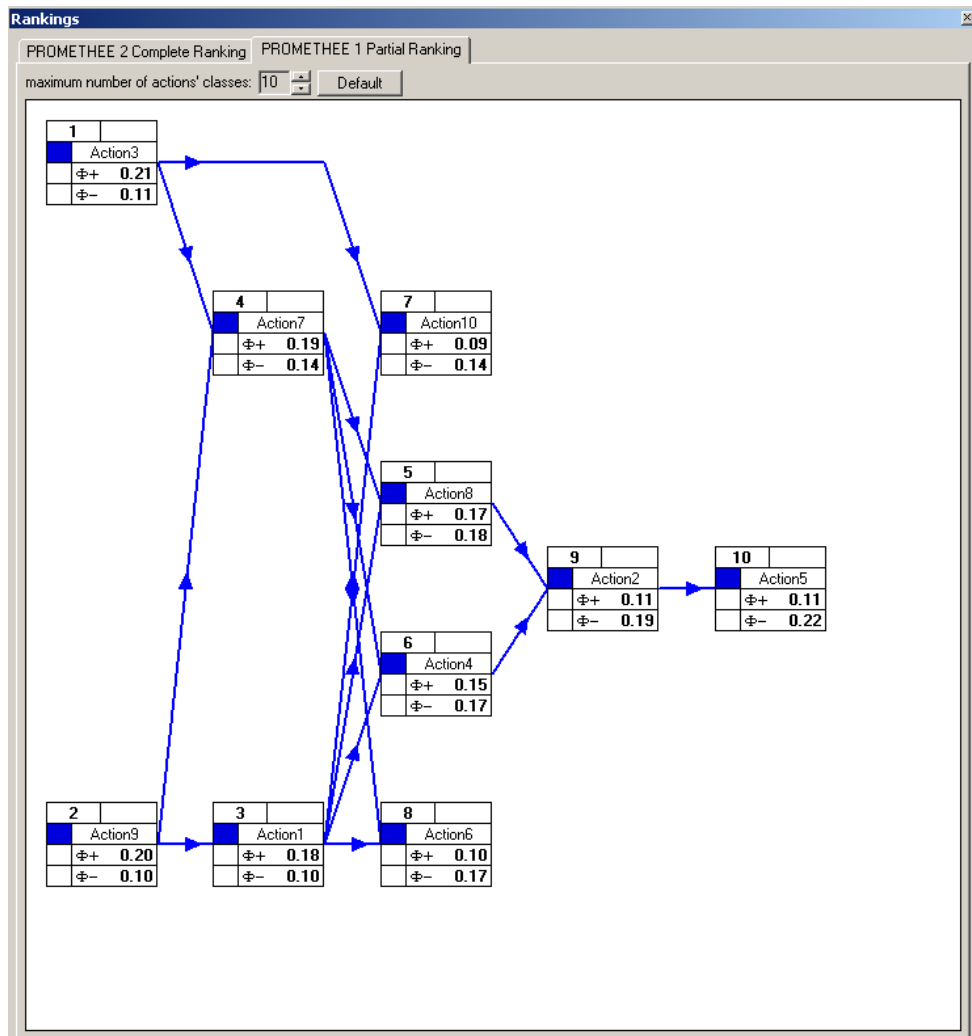 Rankings
PROMETHEE 2 Complete Ranking PROMETHEE 1 Partial Ranking
maximum number of actions' classes: 10 Default
1
Action3
Φ+ 0.21
Φ− 0.11
4
Action7
Φ+ 0.19
Φ− 0.14
7
Action10
Φ+ 0.09
Φ− 0.14
5
Action8
Φ+ 0.17
Φ− 0.18
9
Action2
Φ+ 0.11
Φ− 0.19
10
Action5
Φ+ 0.11
Φ− 0.22
6
Action4
Φ+ 0.15
Φ− 0.17
2
Action9
Φ+ 0.20
Φ− 0.10
3
Action1
Φ+ 0.18
Φ− 0.10
8
Action6
Φ+ 0.10
Φ− 0.17